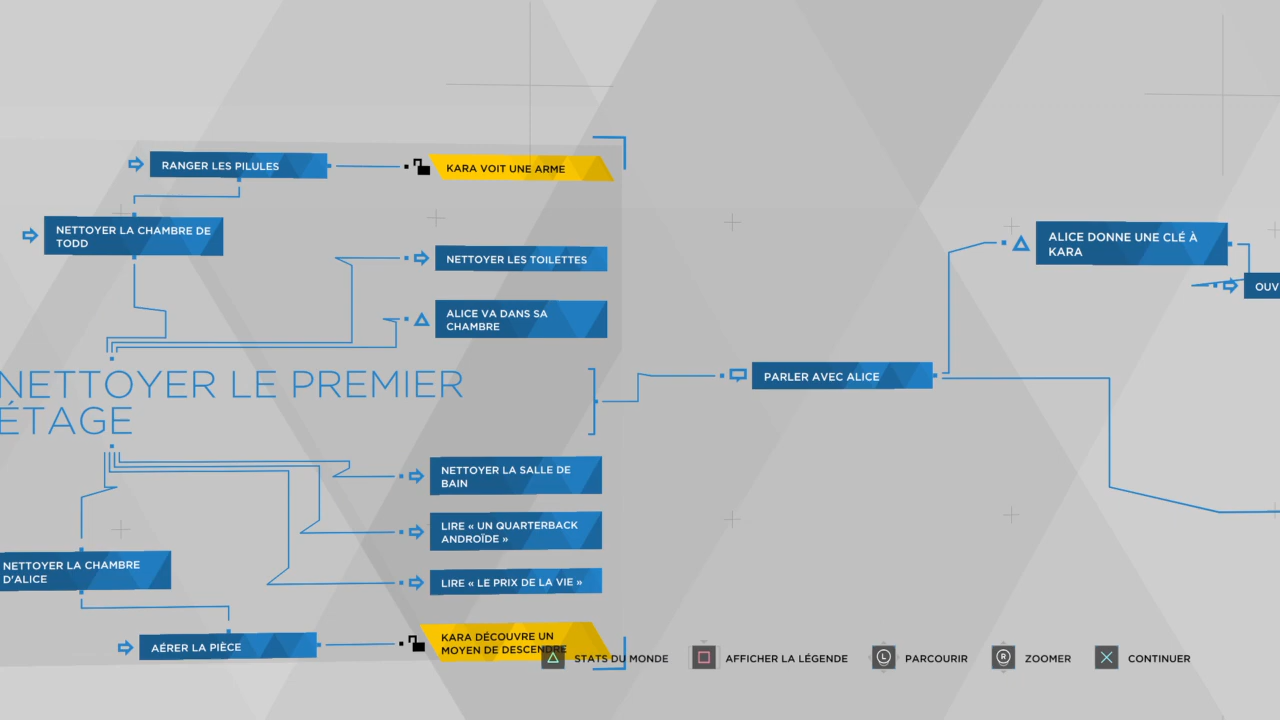 RANGER LES PILULES
KARA VOIT UNE ARME
NETTOYER LA CHAMBRE DE
TODD
NETTOYER LES TOILETTES
ALICE VA DANS SA
CHAMBRE
NETTOYER LE PREMIER
ÉTAGE
PARLER AVEC ALICE
ALICE DONNE UNE CLÉ À
KARA
OUV
NETTOYER LA SALLE DE
BAIN
LIRE « UN QUARTERBACK
ANDROÏDE »
LIRE « LE PRIX DE LA VIE »
NETTOYER LA CHAMBRE
D'ALICE
AÉRER LA PIÈCE
KARA DÉCOUVRE UN
MOYEN DE DESCENDRE
STATS DU MONDE
AFFICHER LA LÉGENDE
L PARCOURIR
R ZOOMER
CONTINUER